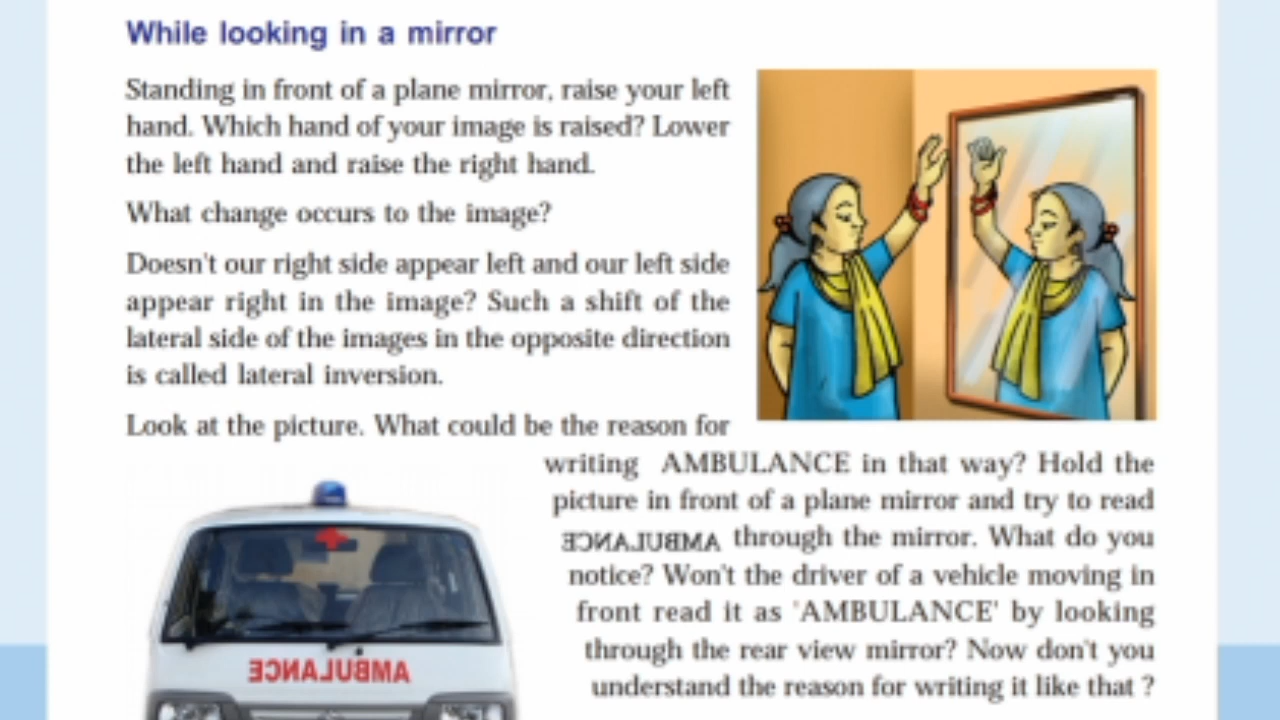 While looking in a mirror
Standing in front of a plane mirror, raise your left
hand. Which hand of your image is raised? Lower
the left hand and raise the right hand.
What change occurs to the image?
Doesn't our right side appear left and our left side
appear right in the image? Such a shift of the
lateral side of the images in the opposite direction
is called lateral inversion.
Look at the picture. What could be the reason for
writing AMBULANCE in that way? Hold the
picture in front of a plane mirror and try to read
AMBULANCE through the mirror. What do you
notice? Won't the driver of a vehicle moving in
front read it as 'AMBULANCE' by looking
through the rear view mirror? Now don't you
understand the reason for writing it like that ?
AMBULANCE